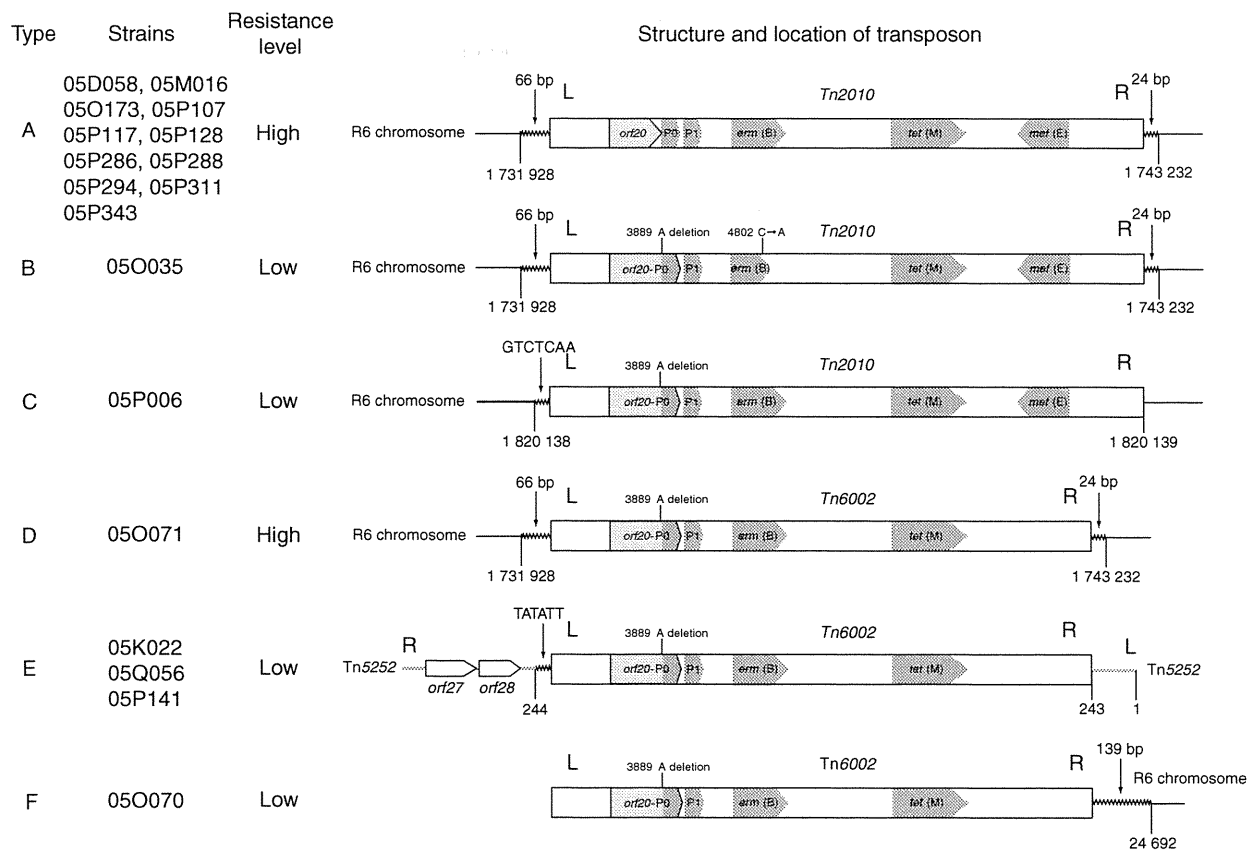 Type Strains Resistance level Structure and location of transposon
A
05D058, 05M016
05O173, 05P107
05P117, 05P128
05P286, 05P288
05P294, 05P311
05P343
High
R6 chromosome
66 bp
L
Tn2010
R
24 bp
orf20 P0 P1 erm (B) tet (M) mef (E)
1 731 928
1 743 232
B
05O035
Low
R6 chromosome
66 bp
L
3889 A deletion
4802 C→A
Tn2010
R
24 bp
orf20-P0 P1 erm (B) tet (M) mef (E)
1 731 928
1 743 232
C
05P006
Low
R6 chromosome
GTCTCAA
L
3889 A deletion
Tn2010
R
orf20-P0 P1 erm (B) tet (M) mef (E)
1 820 138
1 820 139
D
05O071
High
R6 chromosome
66 bp
L
3889 A deletion
Tn6002
R
24 bp
orf20-P0 P1 erm (B) tet (M)
1 731 928
1 743 232
E
05K022
05Q056
05P141
Low
Tn5252
R
orf27 orf28
TATATT
L
3889 A deletion
Tn6002
R
L
Tn5252
orf20-P0 P1 erm (B) tet (M)
244
243
1
F
05O070
Low
L
3889 A deletion
Tn6002
R
139 bp
R6 chromosome
orf20-P0 P1 erm (B) tet (M)
24 692